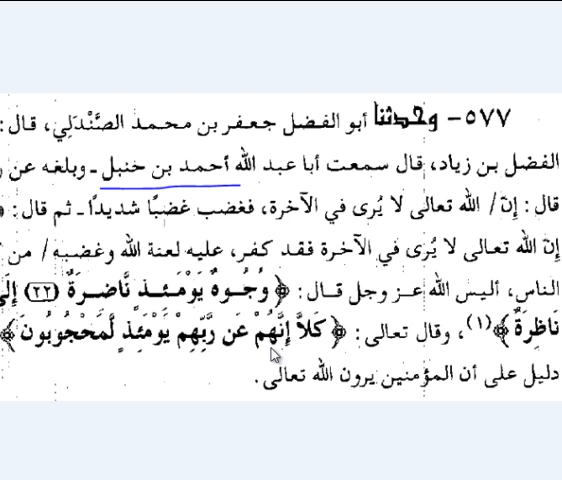 ٥٧٧- وحدثنا أبو الفضل جعفر بن محمد الصَّنْدَلِي، قال:
الفضل بن زياد، قال سمعت أبا عبد الله أحمد بن حنبل ـ وبلغه عن
قال: إنّ / الله تعالى لا يُرى في الآخرة، فغضب غضبًا شديدًا ـ ثم قال:
إنّ الله تعالى لا يُرى في الآخرة فقد كفر، عليه لعنة الله وغضبه / من
الناس، أليس الله عز وجل قال: ﴿ وُجُوهٌ يَوْمَئِذٍ نَّاضِرَةٌ (٢٢) إِلَى
نَاظِرَةٌ ﴾(١)، وقال تعالى: ﴿ كَلاَّ إِنَّهُمْ عَن رَّبِّهِمْ يَوْمَئِذٍ لَّمَحْجُوبُونَ ﴾
دليل على أن المؤمنين يرون الله تعالى.